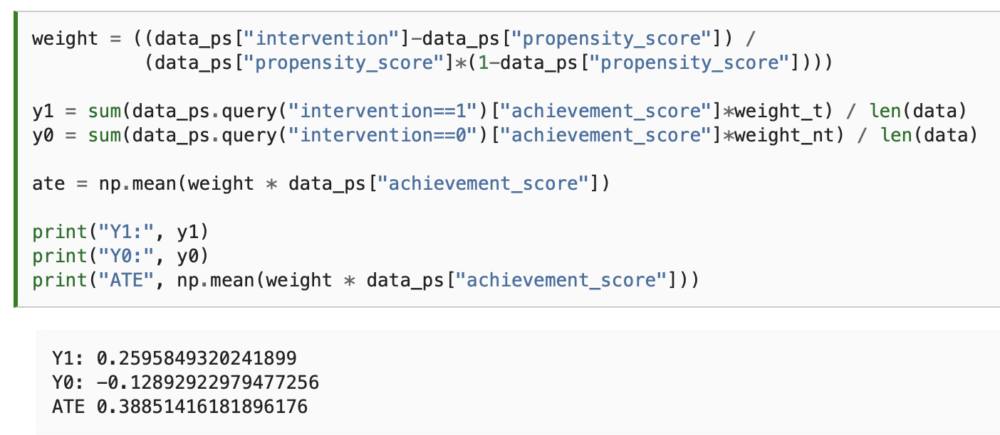 weight = ((data_ps["intervention"]-data_ps["propensity_score"]) /
          (data_ps["propensity_score"]*(1-data_ps["propensity_score"])))
y1 = sum(data_ps.query("intervention==1")["achievement_score"]*weight_t) / len(data)
y0 = sum(data_ps.query("intervention==0")["achievement_score"]*weight_nt) / len(data)
ate = np.mean(weight * data_ps["achievement_score"])
print("Y1:", y1)
print("Y0:", y0)
print("ATE", np.mean(weight * data_ps["achievement_score"]))
Y1: 0.2595849320241899
Y0: -0.12892922979477256
ATE 0.38851416181896176